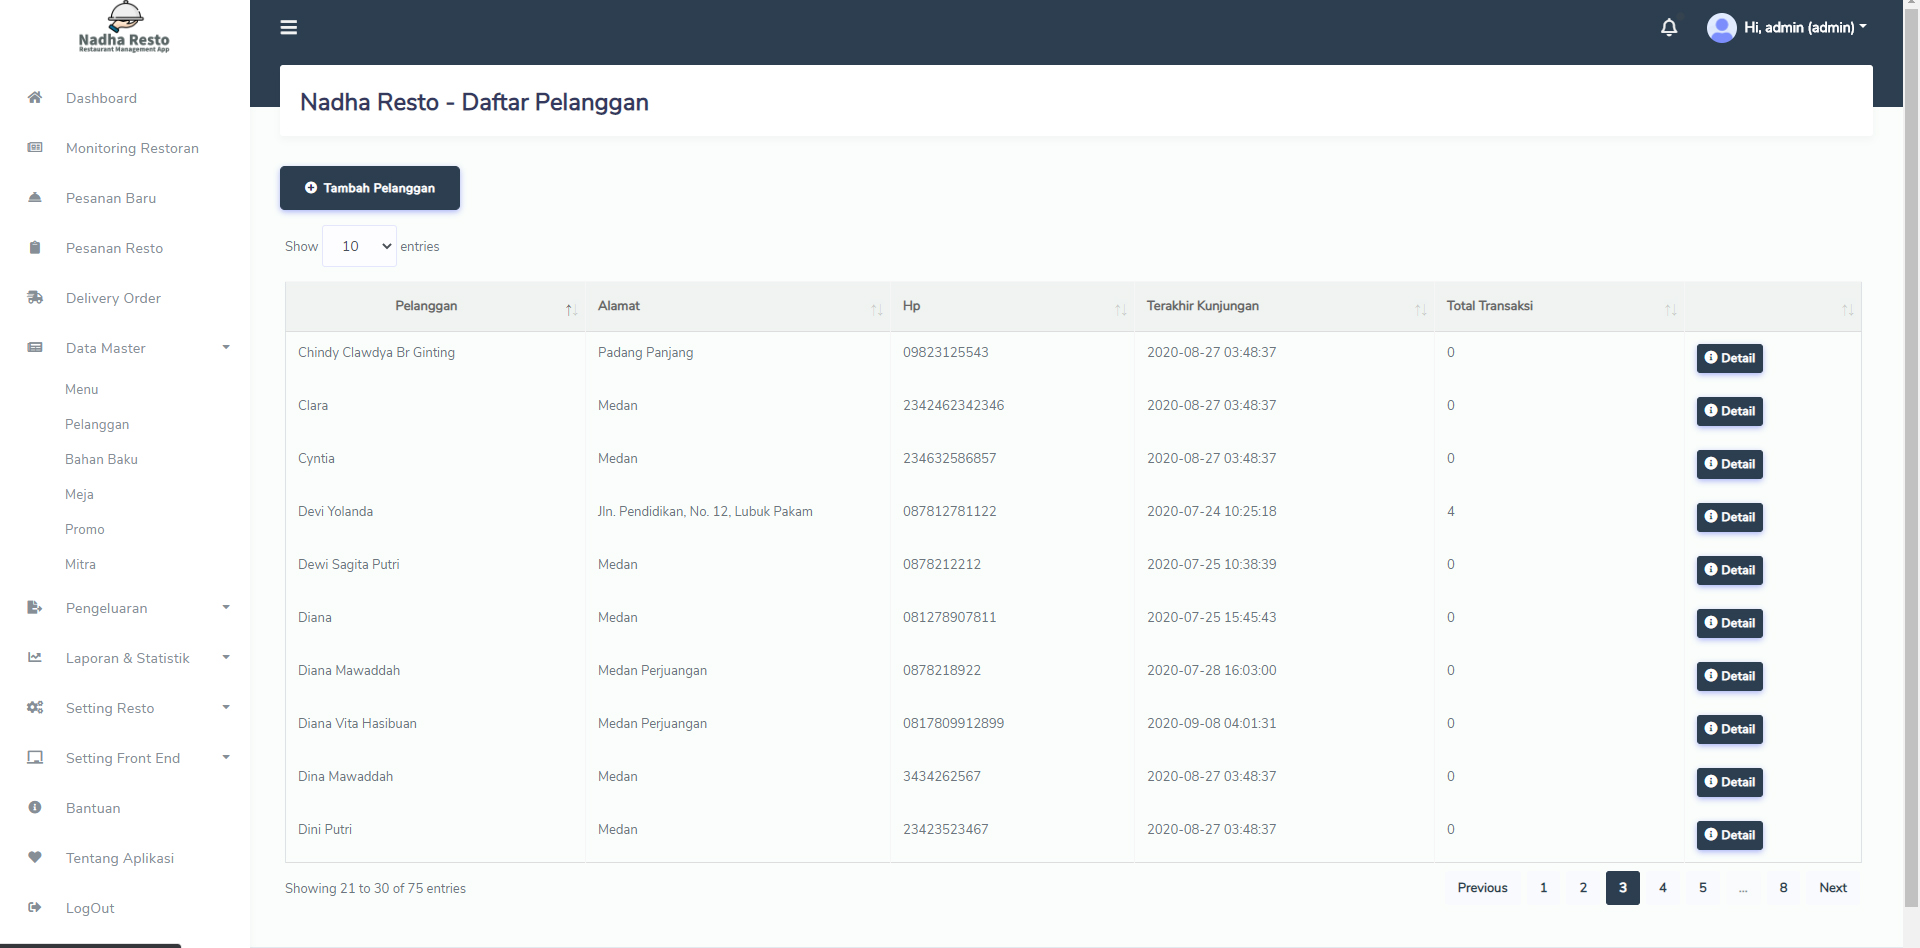 Nadha Resto
Restaurant Management App
Hi, admin (admin)
Dashboard
Monitoring Restoran
Pesanan Baru
Pesanan Resto
Delivery Order
Data Master
Menu
Pelanggan
Bahan Baku
Meja
Promo
Mitra
Pengeluaran
Laporan & Statistik
Setting Resto
Setting Front End
Bantuan
Tentang Aplikasi
LogOut
Nadha Resto - Daftar Pelanggan
Tambah Pelanggan
Show 10 entries
Pelanggan Alamat Hp Terakhir Kunjungan Total Transaksi
Chindy Clawdya Br Ginting Padang Panjang 09823125543 2020-08-27 03:48:37 0 Detail
Clara Medan 2342462342346 2020-08-27 03:48:37 0 Detail
Cyntia Medan 234632586857 2020-08-27 03:48:37 0 Detail
Devi Yolanda Jln. Pendidikan, No. 12, Lubuk Pakam 087812781122 2020-07-24 10:25:18 4 Detail
Dewi Sagita Putri Medan 0878212212 2020-07-25 10:38:39 0 Detail
Diana Medan 081278907811 2020-07-25 15:45:43 0 Detail
Diana Mawaddah Medan Perjuangan 0878218922 2020-07-28 16:03:00 0 Detail
Diana Vita Hasibuan Medan Perjuangan 0817809912899 2020-09-08 04:01:31 0 Detail
Dina Mawaddah Medan 3434262567 2020-08-27 03:48:37 0 Detail
Dini Putri Medan 23423523467 2020-08-27 03:48:37 0 Detail
Showing 21 to 30 of 75 entries
Previous 1 2 3 4 5 ... 8 Next